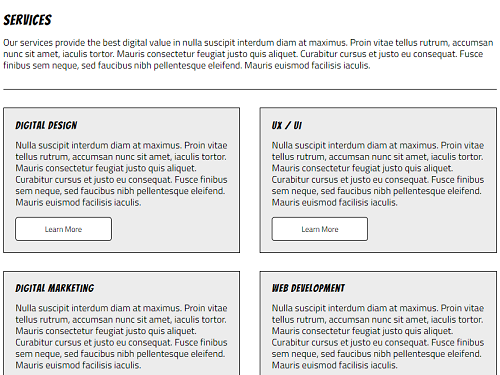 SERVICES
Our services provide the best digital value in nulla suscipit interdum diam at maximus. Proin vitae tellus rutrum, accumsan
nunc sit amet, iaculis tortor. Mauris consectetur feugiat justo quis aliquet. Curabitur cursus et justo eu consequat. Fusce
finibus sem neque, sed faucibus nibh pellentesque eleifend. Mauris euismod facilisis iaculis.
DIGITAL DESIGN
Nulla suscipit interdum diam at maximus. Proin vitae
tellus rutrum, accumsan nunc sit amet, iaculis tortor.
Mauris consectetur feugiat justo quis aliquet.
Curabitur cursus et justo eu consequat. Fusce finibus
sem neque, sed faucibus nibh pellentesque eleifend.
Mauris euismod facilisis iaculis.
Learn More
UX / UI
Nulla suscipit interdum diam at maximus. Proin vitae
tellus rutrum, accumsan nunc sit amet, iaculis tortor.
Mauris consectetur feugiat justo quis aliquet.
Curabitur cursus et justo eu consequat. Fusce finibus
sem neque, sed faucibus nibh pellentesque eleifend.
Mauris euismod facilisis iaculis.
Learn More
DIGITAL MARKETING
Nulla suscipit interdum diam at maximus. Proin vitae
tellus rutrum, accumsan nunc sit amet, iaculis tortor.
Mauris consectetur feugiat justo quis aliquet.
Curabitur cursus et justo eu consequat. Fusce finibus
sem neque, sed faucibus nibh pellentesque eleifend.
Mauris euismod facilisis iaculis.
WEB DEVELOPMENT
Nulla suscipit interdum diam at maximus. Proin vitae
tellus rutrum, accumsan nunc sit amet, iaculis tortor.
Mauris consectetur feugiat justo quis aliquet.
Curabitur cursus et justo eu consequat. Fusce finibus
sem neque, sed faucibus nibh pellentesque eleifend.
Mauris euismod facilisis iaculis.